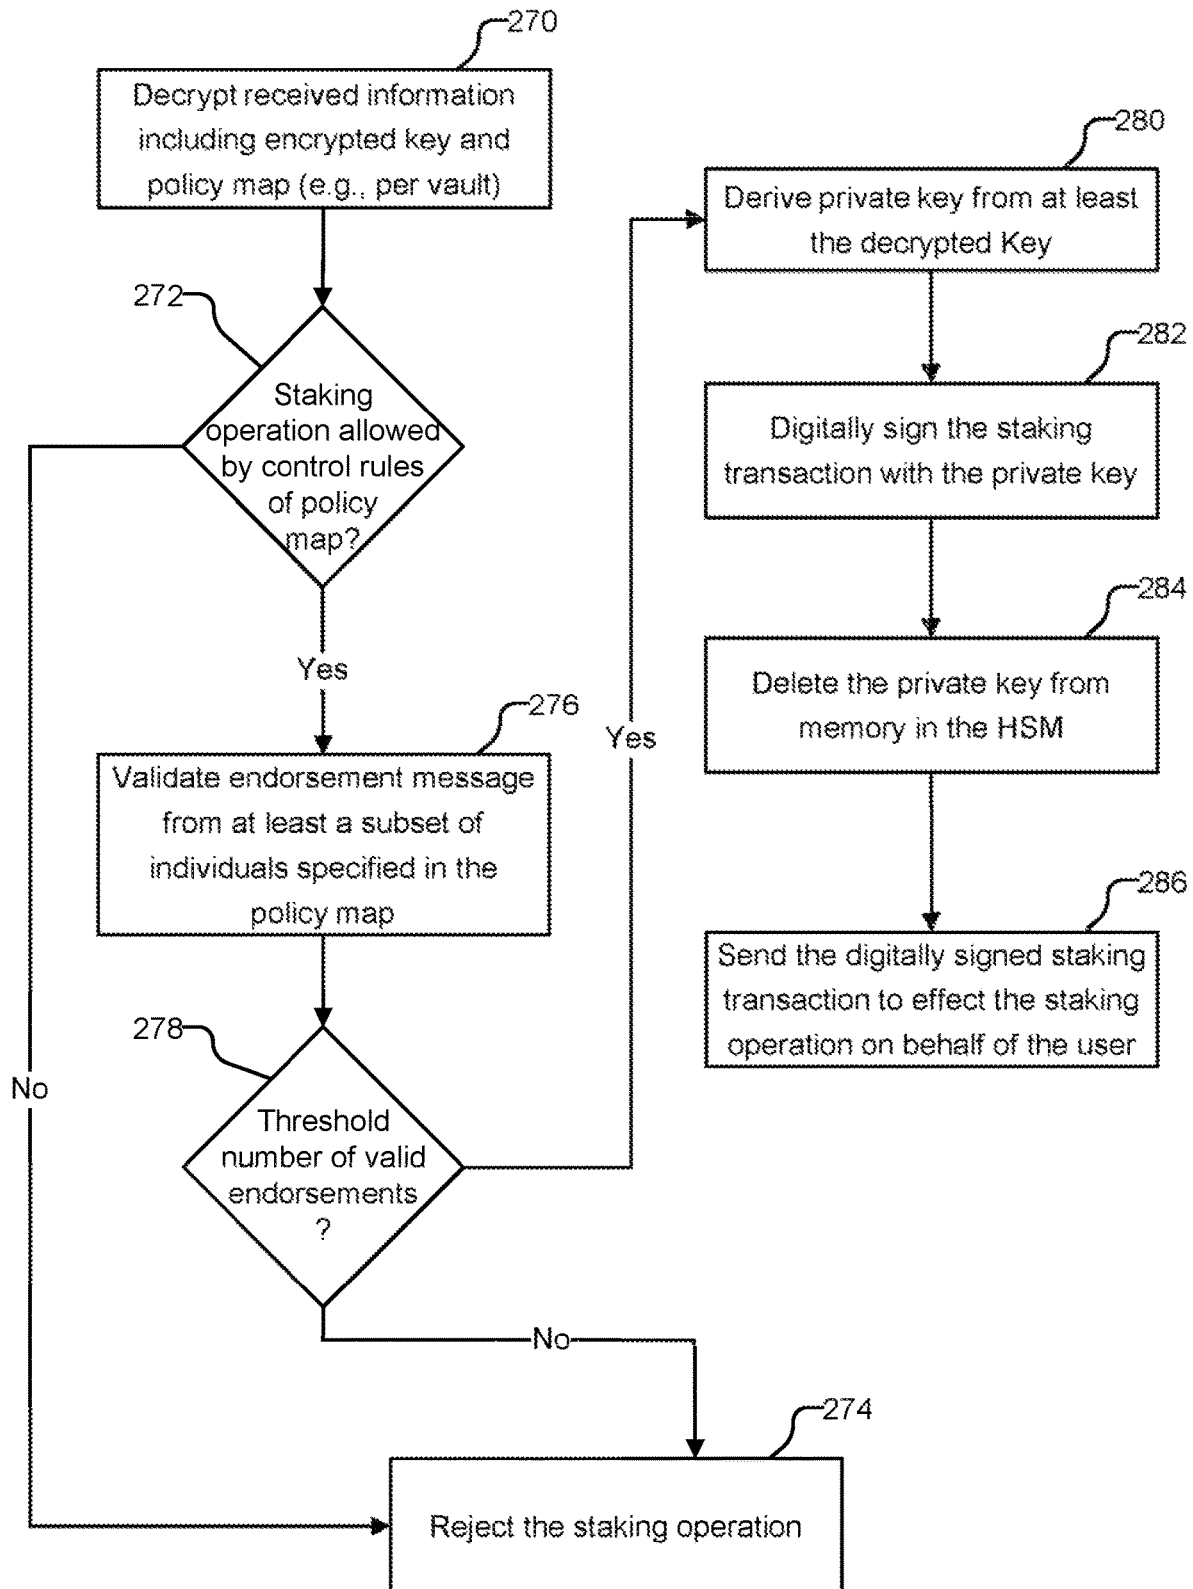 270
Decrypt received information
including encrypted key and
policy map (e.g., per vault)
272
Staking
operation allowed
by control rules
of policy
map?
No
Yes
276
Validate endorsement message
from at least a subset of
individuals specified in the
policy map
278
Threshold
number of valid
endorsements
?
Yes
No
274
Reject the staking operation
280
Derive private key from at least
the decrypted Key
282
Digitally sign the staking
transaction with the private key
284
Delete the private key from
memory in the HSM
286
Send the digitally signed staking
transaction to effect the staking
operation on behalf of the user